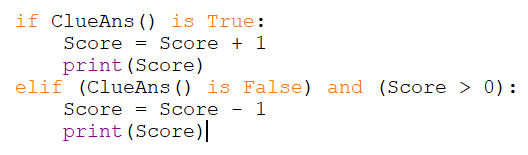 if ClueAns() is True:
    Score = Score + 1
    print(Score)
elif (ClueAns() is False) and (Score > 0):
    Score = Score - 1
    print(Score)